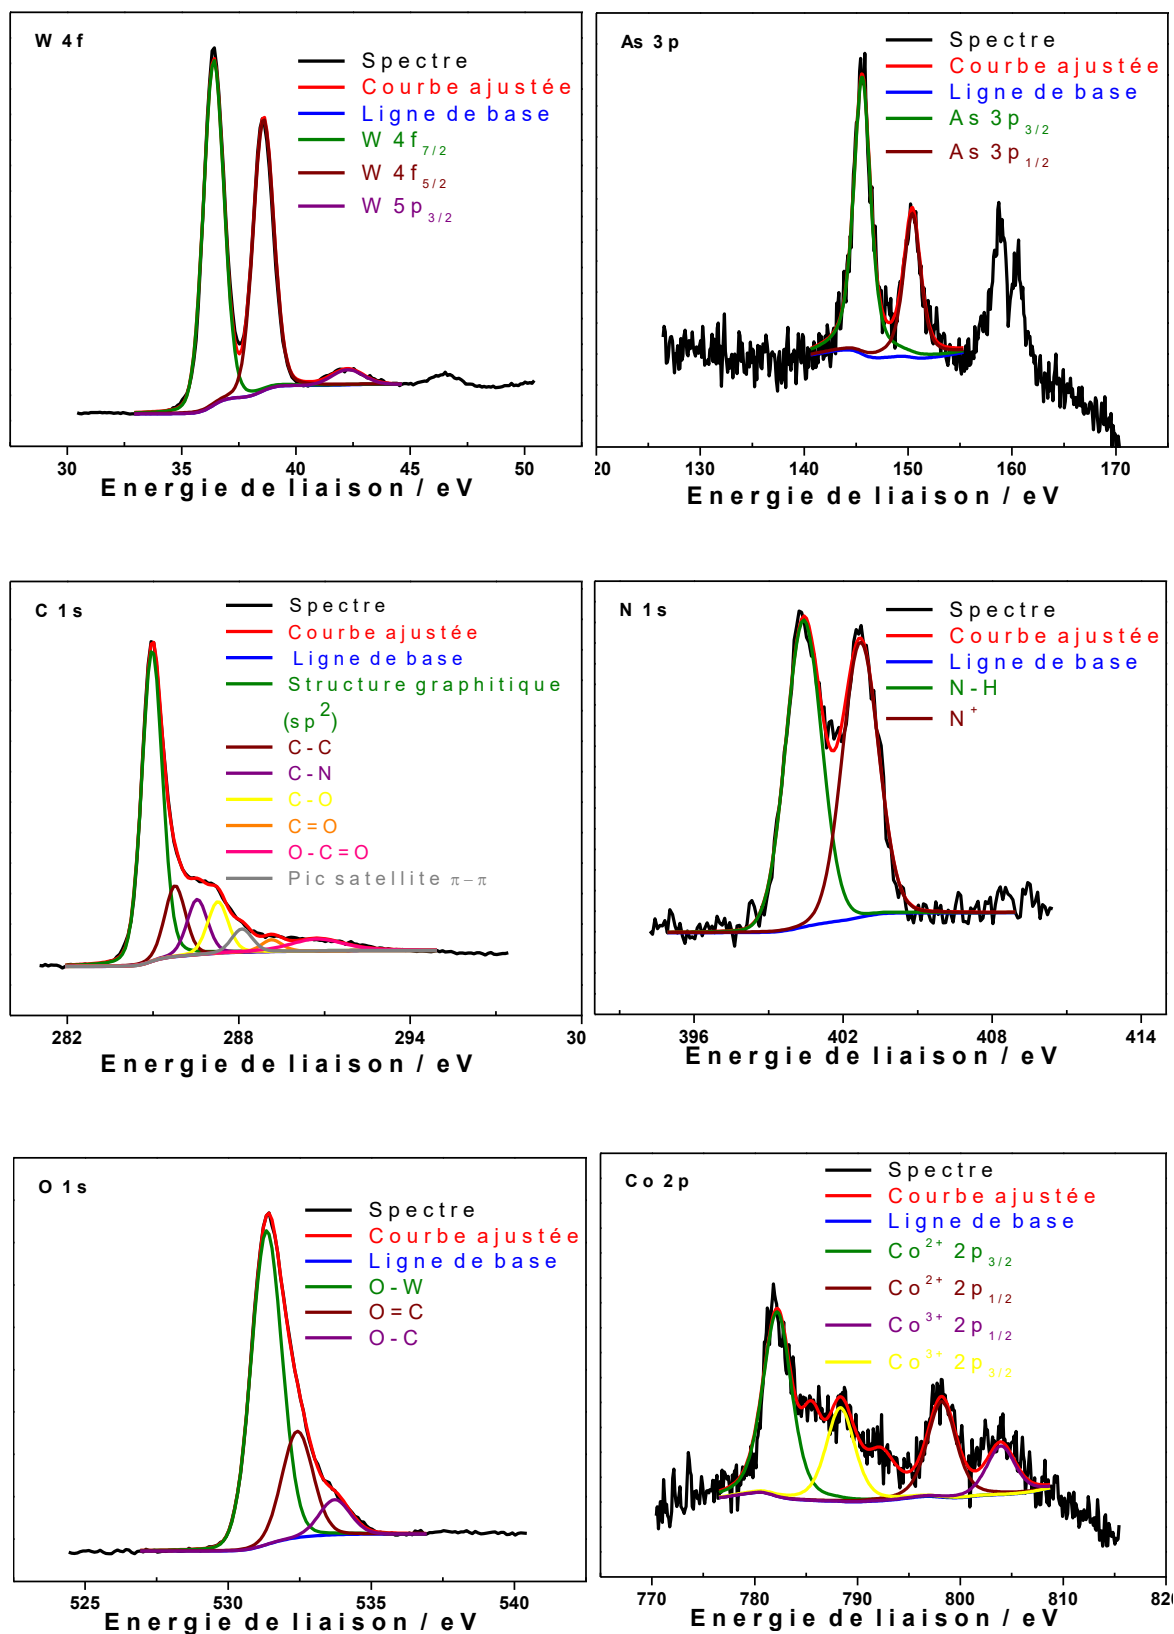 W 4f
Spectre
Courbe ajustée
Ligne de base
W 4f7/2
W 4f5/2
W 5p3/2
30 35 40 45 50
Energie de liaison / eV
As 3p
Spectre
Courbe ajustée
Ligne de base
As 3p3/2
As 3p1/2
20 130 140 150 160 170
Energie de liaison / eV
C 1s
Spectre
Courbe ajustée
Ligne de base
Structure graphitique
(sp2)
C-C
C-N
C-O
C=O
O-C=O
Pic satellite π−π
282 288 294 30
Energie de liaison / eV
N 1s
Spectre
Courbe ajustée
Ligne de base
N-H
N+
396 402 408 414
Energie de liaison / eV
O 1s
Spectre
Courbe ajustée
Ligne de base
O-W
O=C
O-C
525 530 535 540
Energie de liaison / eV
Co 2p
Spectre
Courbe ajustée
Ligne de base
Co2+ 2p3/2
Co2+ 2p1/2
Co3+ 2p1/2
Co3+ 2p3/2
770 780 790 800 810 820
Energie de liaison / eV